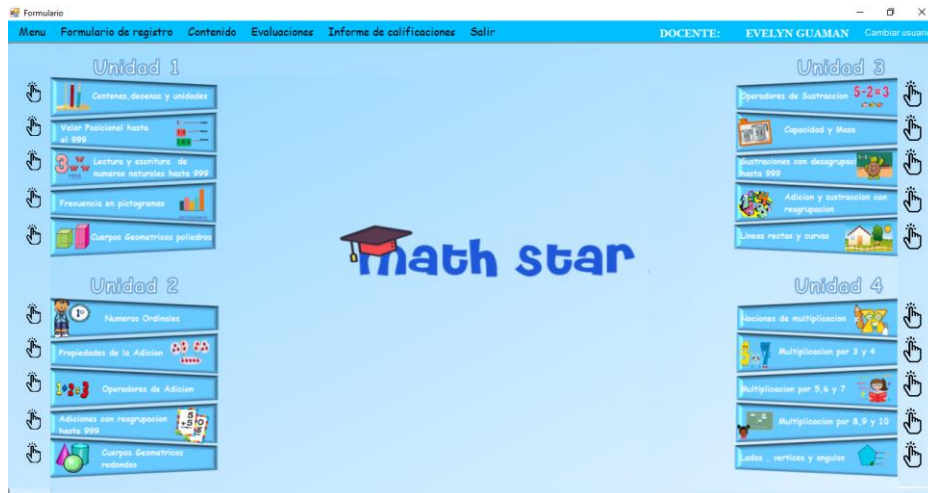 Formulario
Menu Formulario de registro Contenido Evaluaciones Informe de calificaciones Salir DOCENTE: EVELYN GUAMAN Cambiar usuario
Unidad 1
Centenas,decenas y unidades
Valor Posicional hasta
el 999
Lectura y escritura de
numeros naturales hasta 999
Frecuencia en pictogramas
Cuerpos Geometricos poliedros
Unidad 2
Numeros Ordinales
Propiedades de la Adicion
Operadores de Adicion
Adiciones con reagrupacion
hasta 999
Cuerpos Geometricos
redondos
math star
Unidad 3
Operadores de Sustraccion
5-2=3
Capacidad y Masa
Sustraciones con desagrupac
hasta 999
Adicion y sustraccion con
reagrupacion
Lineas rectas y curvas
Unidad 4
Nociones de multiplicacion
Multiplicacion por 3 y 4
Multiplicacion por 5,6 y 7
Multiplicacion por 8,9 y 10
Lados , vertices y angulos